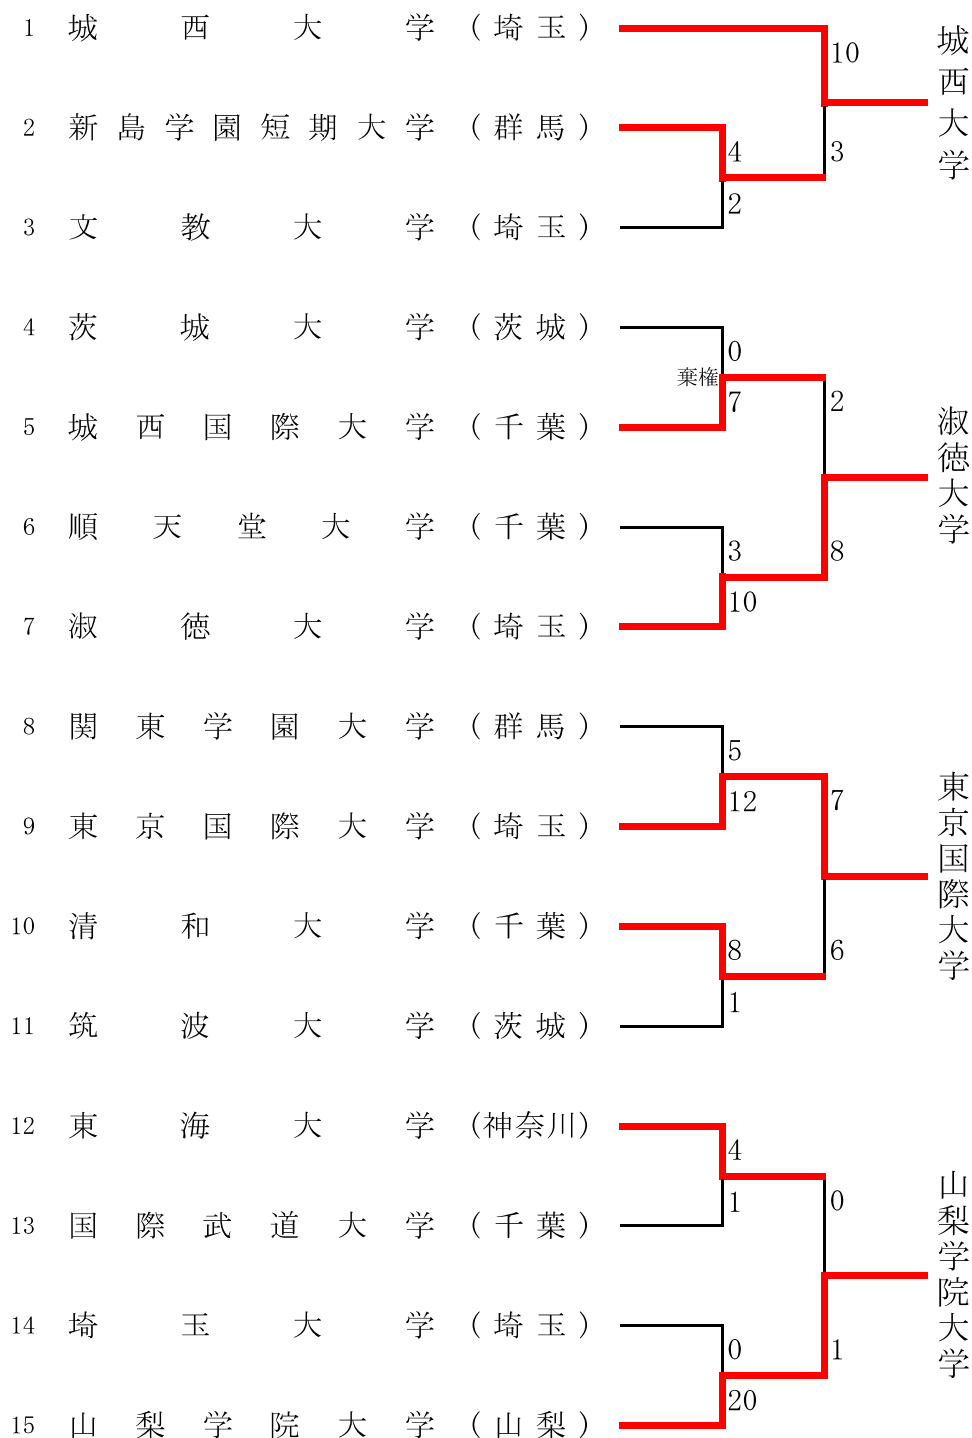 1 城西大学 (埼玉)
10
城西大学
2 新島学園短期大学 (群馬)
4
3
2
3 文教大学 (埼玉)
4 茨城大学 (茨城)
0
棄権
7
2
5 城西国際大学 (千葉)
淑徳大学
6 順天堂大学 (千葉)
3
8
10
7 淑徳大学 (埼玉)
8 関東学園大学 (群馬)
5
12
7
9 東京国際大学 (埼玉)
東京国際大学
10 清和大学 (千葉)
8
6
1
11 筑波大学 (茨城)
12 東海大学 (神奈川)
4
0
1
13 国際武道大学 (千葉)
山梨学院大学
14 埼玉大学 (埼玉)
0
1
20
15 山梨学院大学 (山梨)